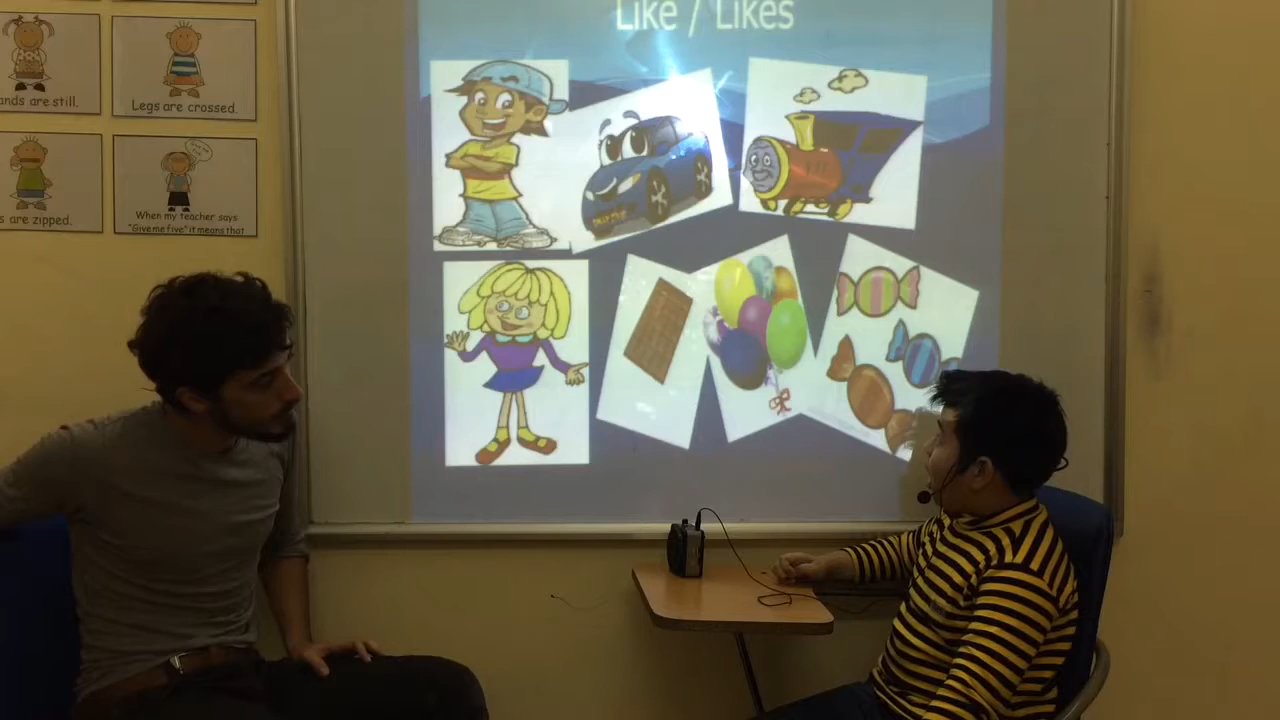 Like / Likes
ands are still.
Legs are crossed.
s are zipped.
When my teacher says
"Give me five" it means that